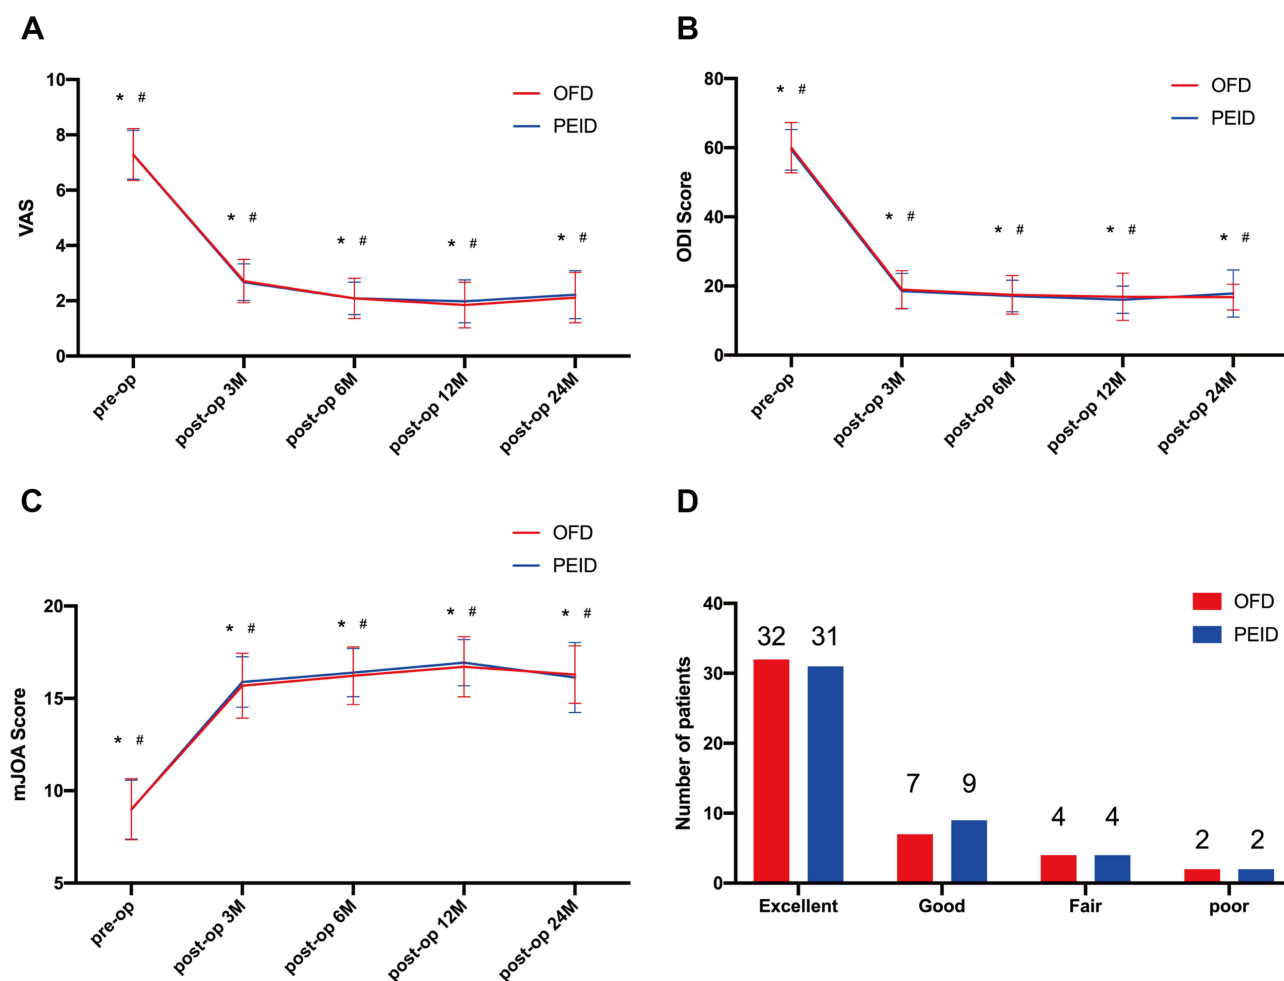 A
VAS
10
8
6
4
2
0
* #
* #
* #
* #
* #
OFD
PEID
pre-op
post-op 3M
post-op 6M
post-op 12M
post-op 24M
B
ODI Score
80
60
40
20
0
* #
* #
* #
* #
* #
OFD
PEID
pre-op
post-op 3M
post-op 6M
post-op 12M
post-op 24M
C
mJOA Score
20
15
10
5
* #
* #
* #
* #
* #
OFD
PEID
pre-op
post-op 3M
post-op 6M
post-op 12M
post-op 24M
D
Number of patients
40
30
20
10
0
OFD
PEID
32 31
7 9
4 4
2 2
Excellent Good Fair poor